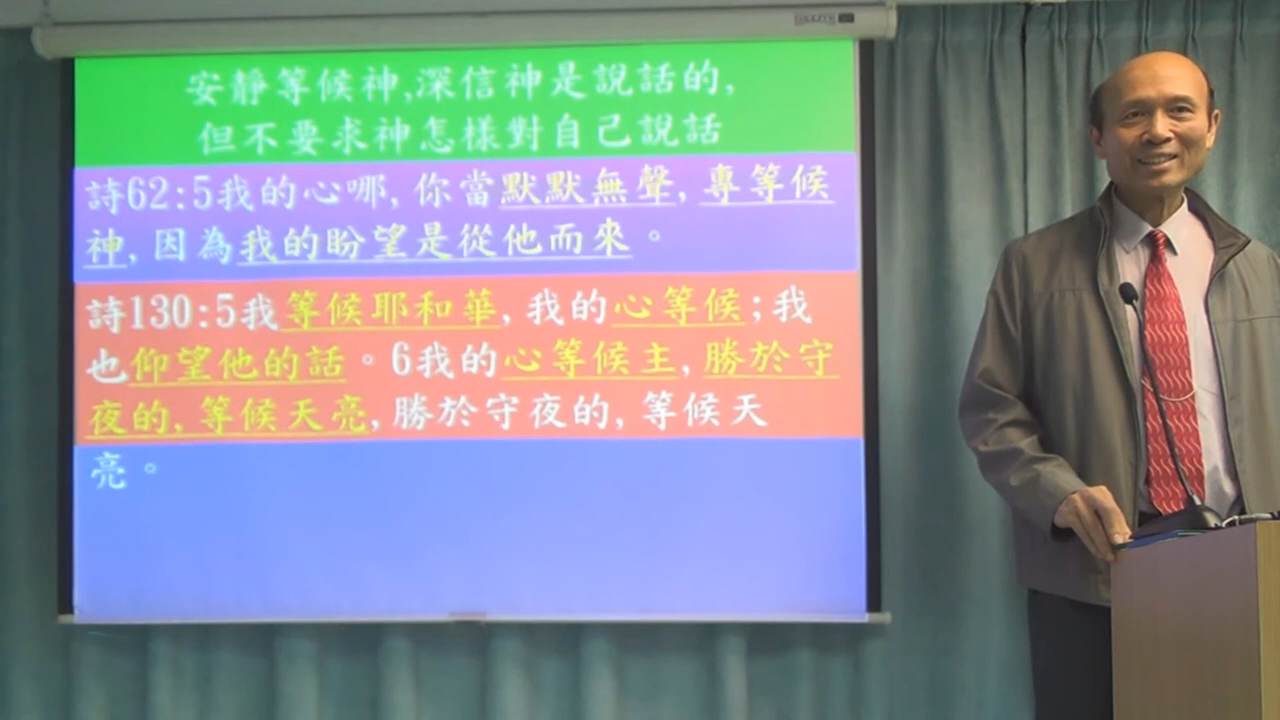 安靜等候神,深信神是說話的,
但不要求神怎樣對自己說話
詩62:5我的心哪,你當默默無聲,專等候
神,因為我的盼望是從他而來。
詩130:5我等候耶和華,我的心等候;我
也仰望他的話。6我的心等候主,勝於守
夜的,等候天亮,勝於守夜的,等候天
亮。